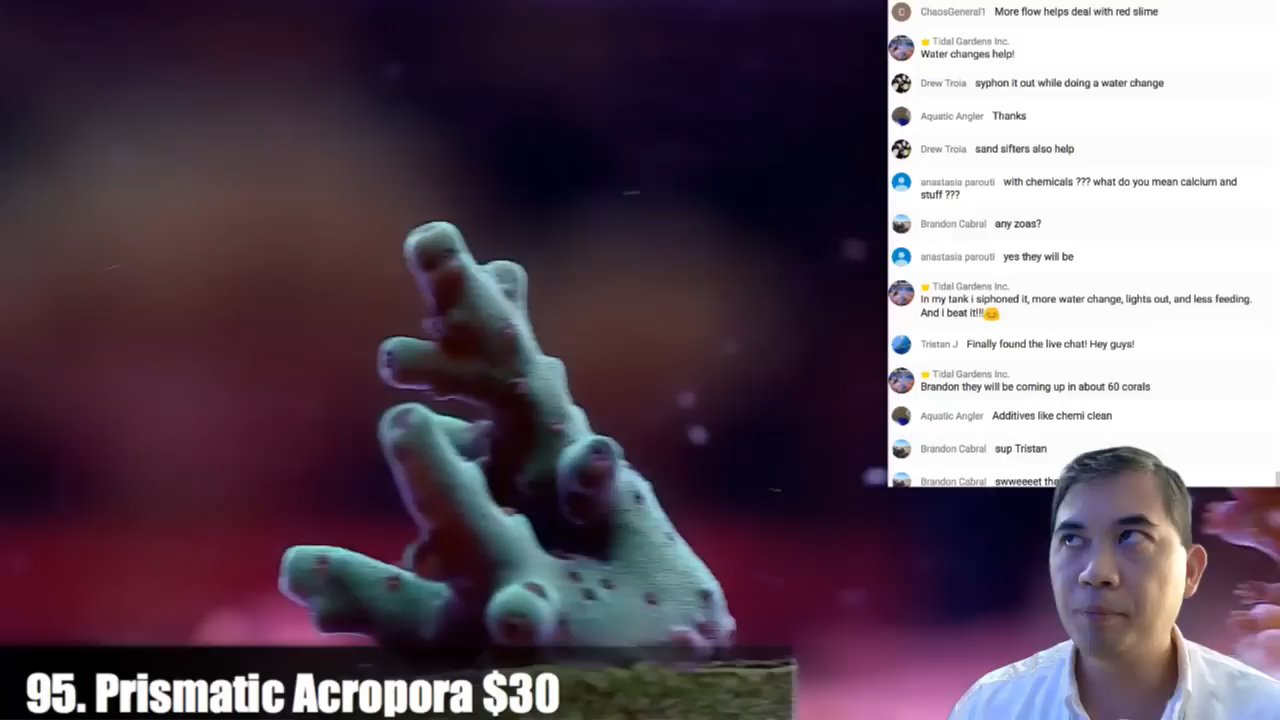 C ChaosGeneral1 More flow helps deal with red slime
Tidal Gardens Inc.
Water changes help!
Drew Troia syphon it out while doing a water change
Aquatic Angler Thanks
Drew Troia sand sifters also help
anastasia parouti with chemicals ??? what do you mean calcium and
stuff ???
Brandon Cabral any zoas?
anastasia parouti yes they will be
Tidal Gardens Inc.
In my tank i siphoned it, more water change, lights out, and less feeding.
And i beat it!!!😊
Tristan J Finally found the live chat! Hey guys!
Tidal Gardens Inc.
Brandon they will be coming up in about 60 corals
Aquatic Angler Additives like chemi clean
Brandon Cabral sup Tristan
Brandon Cabral swweeeet
95. Prismatic Acropora $30